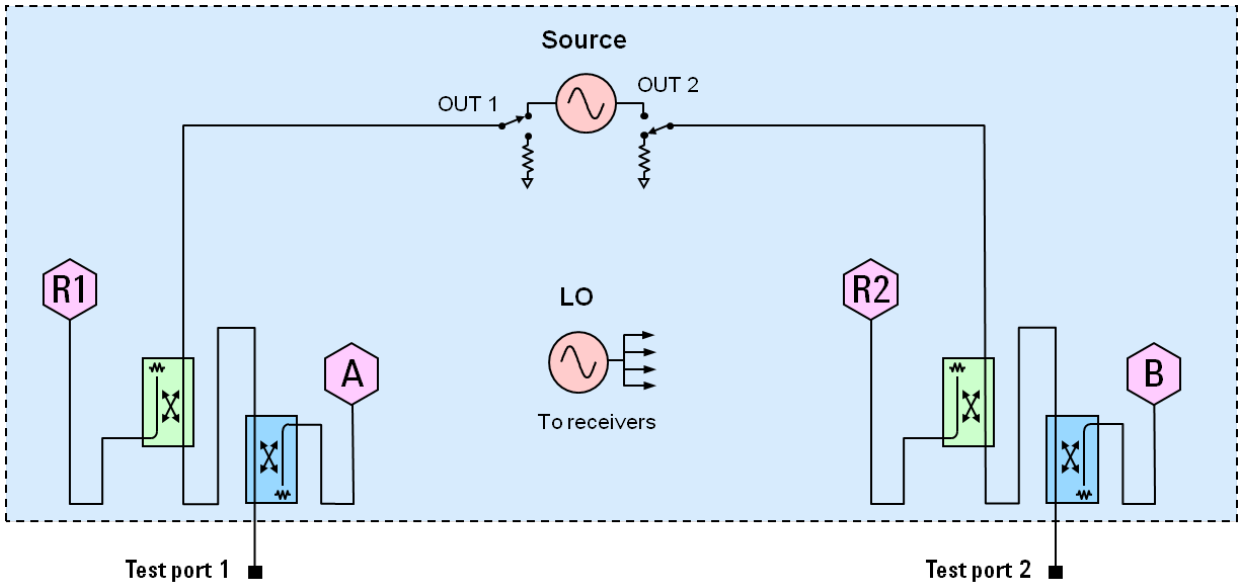 Source
OUT 1
OUT 2
R1
R2
LO
A
B
To receivers
Test port 1
Test port 2